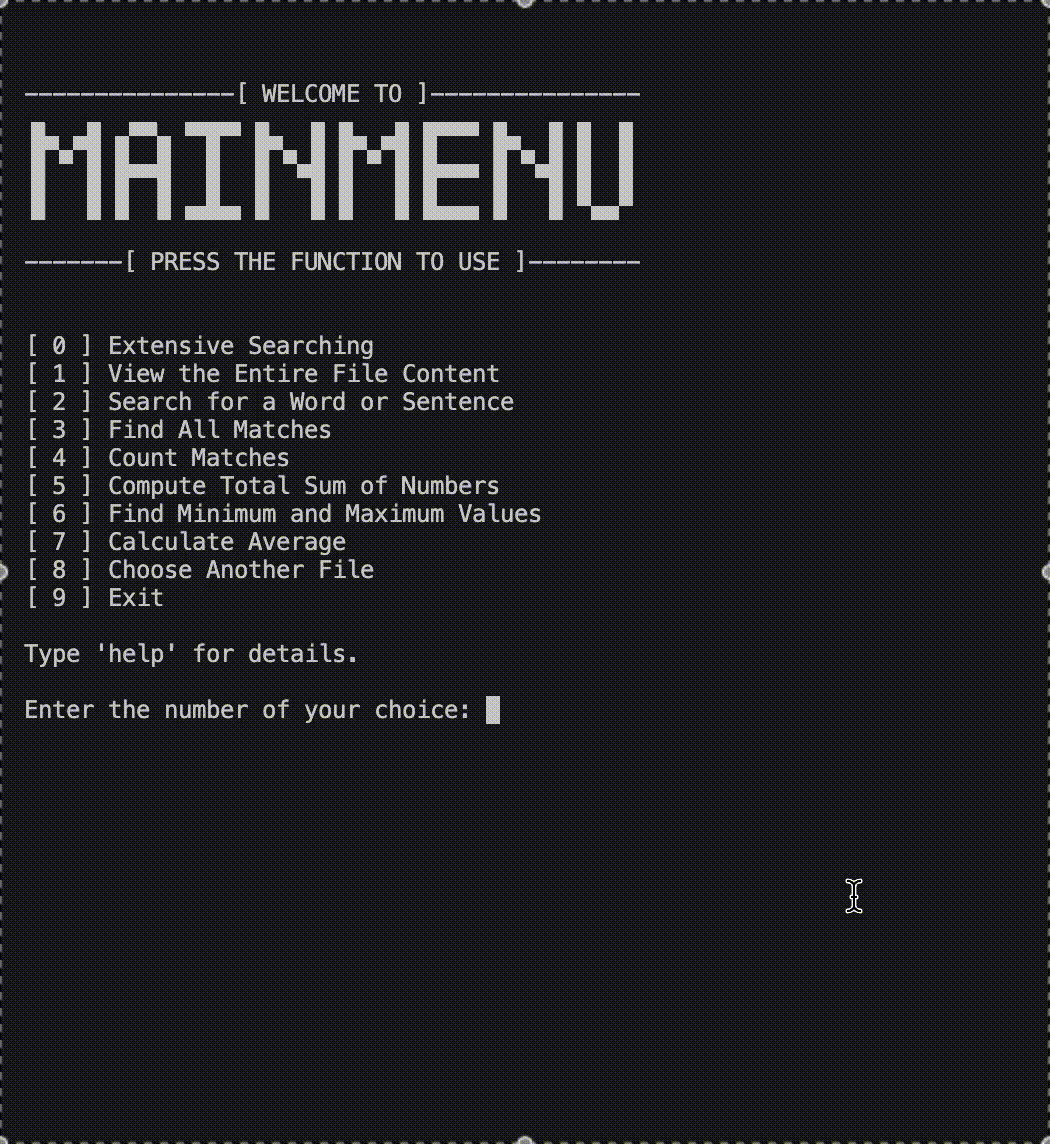 ---------------[ WELCOME TO ]---------------
MAINMENU
-------[ PRESS THE FUNCTION TO USE ]--------
[ 0 ] Extensive Searching
[ 1 ] View the Entire File Content
[ 2 ] Search for a Word or Sentence
[ 3 ] Find All Matches
[ 4 ] Count Matches
[ 5 ] Compute Total Sum of Numbers
[ 6 ] Find Minimum and Maximum Values
[ 7 ] Calculate Average
[ 8 ] Choose Another File
[ 9 ] Exit
Type 'help' for details.
Enter the number of your choice: